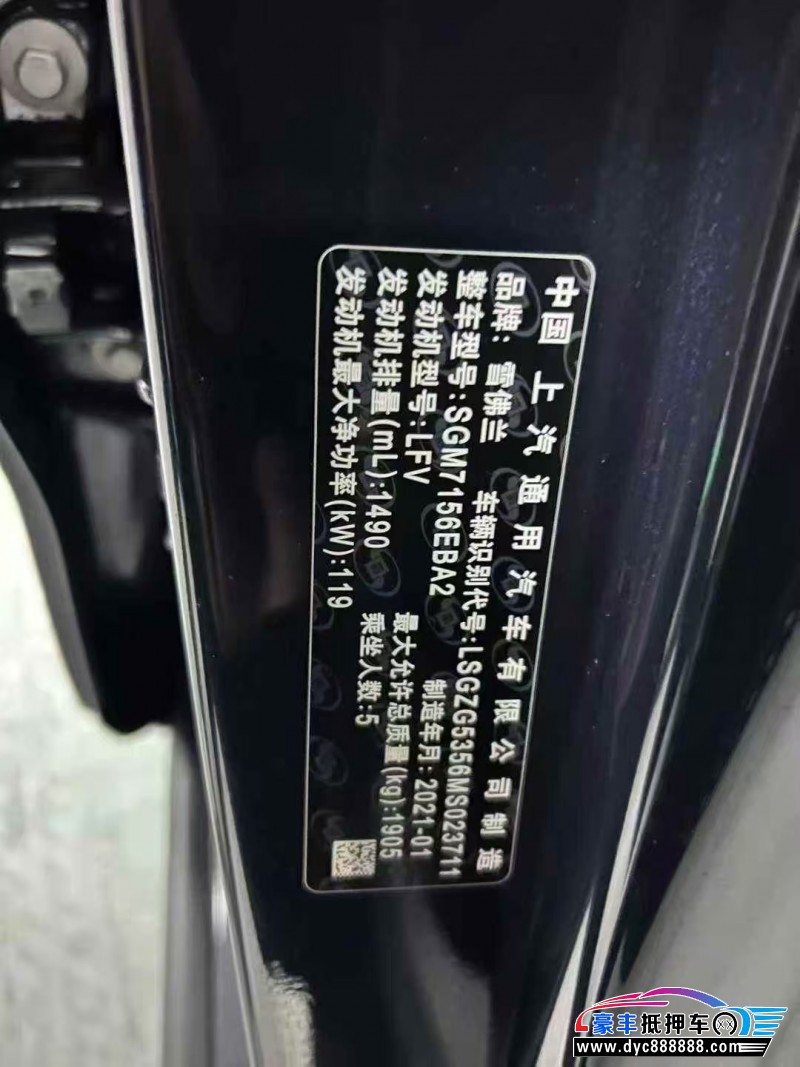 中国 上汽通用汽车有限公司制造
品牌: 雪佛兰 车辆识别代号:LSGZG5356MS023711
整车型号:SGM7156EBA2 制造年月:2021-01
发动机型号:LFV 最大允许总质量(kg):1905
发动机排量(mL):1490 乘坐人数:5
发动机最大净功率(kW):119
豪丰抵押车
www.dyc888888.com